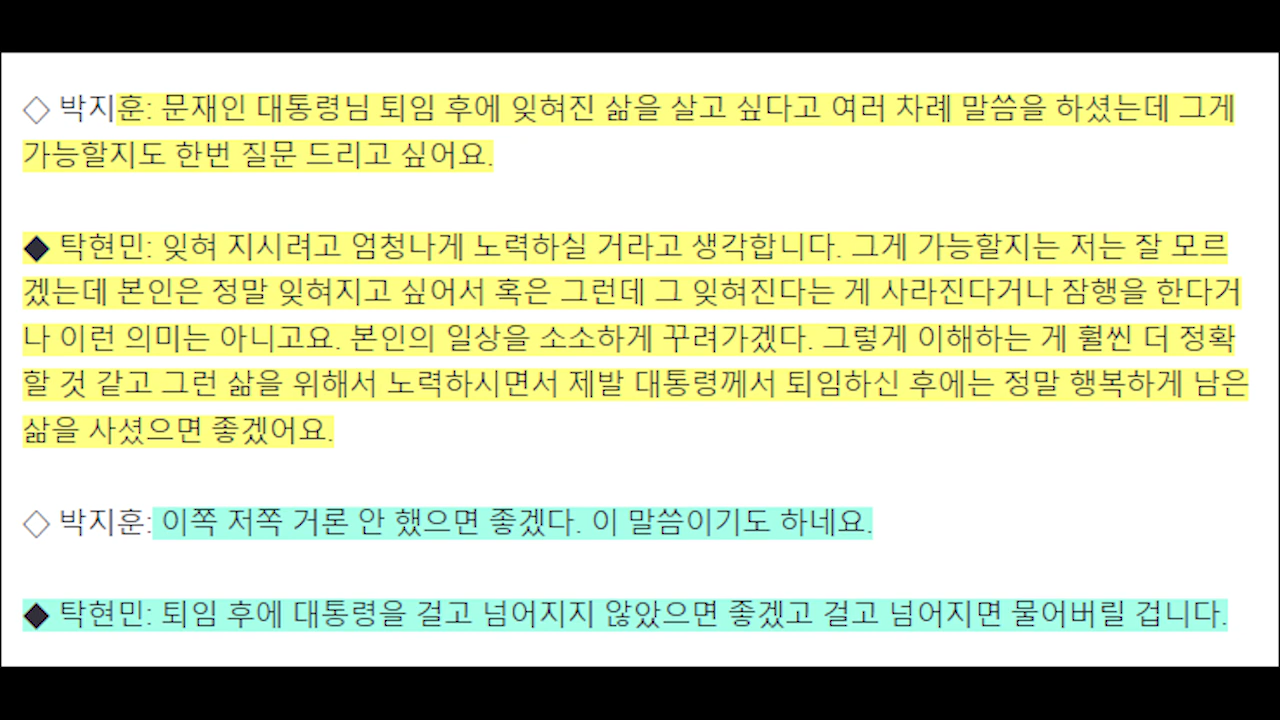 ◇ 박지훈: 문재인 대통령님 퇴임 후에 잊혀진 삶을 살고 싶다고 여러 차례 말씀을 하셨는데 그게
가능할지도 한번 질문 드리고 싶어요.
◆ 탁현민: 잊혀 지시려고 엄청나게 노력하실 거라고 생각합니다. 그게 가능할지는 저는 잘 모르
겠는데 본인은 정말 잊혀지고 싶어서 혹은 그런데 그 잊혀진다는 게 사라진다거나 잠행을 한다거
나 이런 의미는 아니고요. 본인의 일상을 소소하게 꾸려가겠다. 그렇게 이해하는 게 훨씬 더 정확
할 것 같고 그런 삶을 위해서 노력하시면서 제발 대통령께서 퇴임하신 후에는 정말 행복하게 남은
삶을 사셨으면 좋겠어요.
◇ 박지훈: 이쪽 저쪽 거론 안 했으면 좋겠다. 이 말씀이기도 하네요.
◆ 탁현민: 퇴임 후에 대통령을 걸고 넘어지지 않았으면 좋겠고 걸고 넘어지면 물어버릴 겁니다.